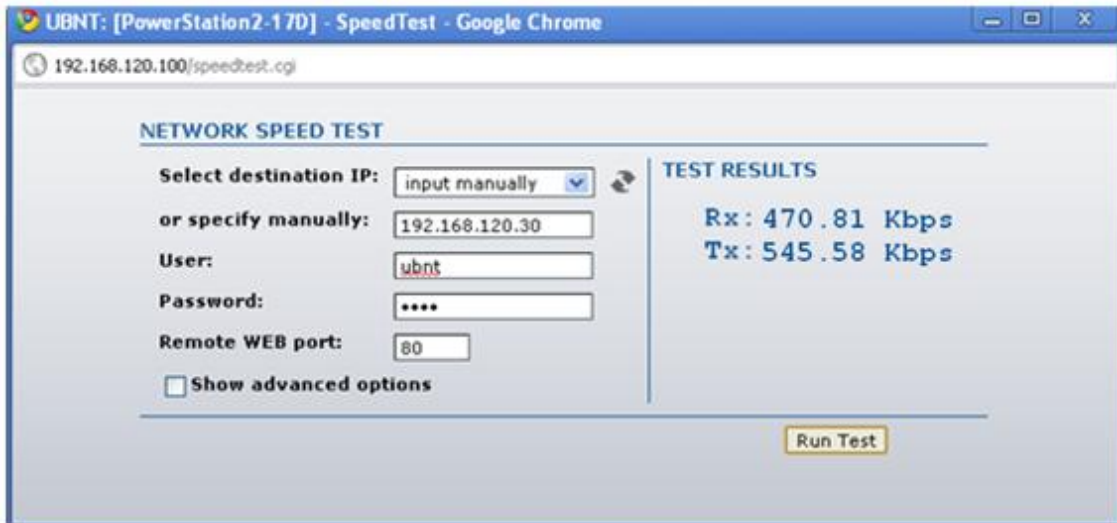 UBNT: [PowerStation2-17D] - SpeedTest - Google Chrome
192.168.120.100/speedtest.cgi
NETWORK SPEED TEST
Select destination IP: input manually
or specify manually: 192.168.120.30
User: ubnt
Password: ••••
Remote WEB port: 80
Show advanced options
TEST RESULTS
Rx: 470.81 Kbps
Tx: 545.58 Kbps
Run Test